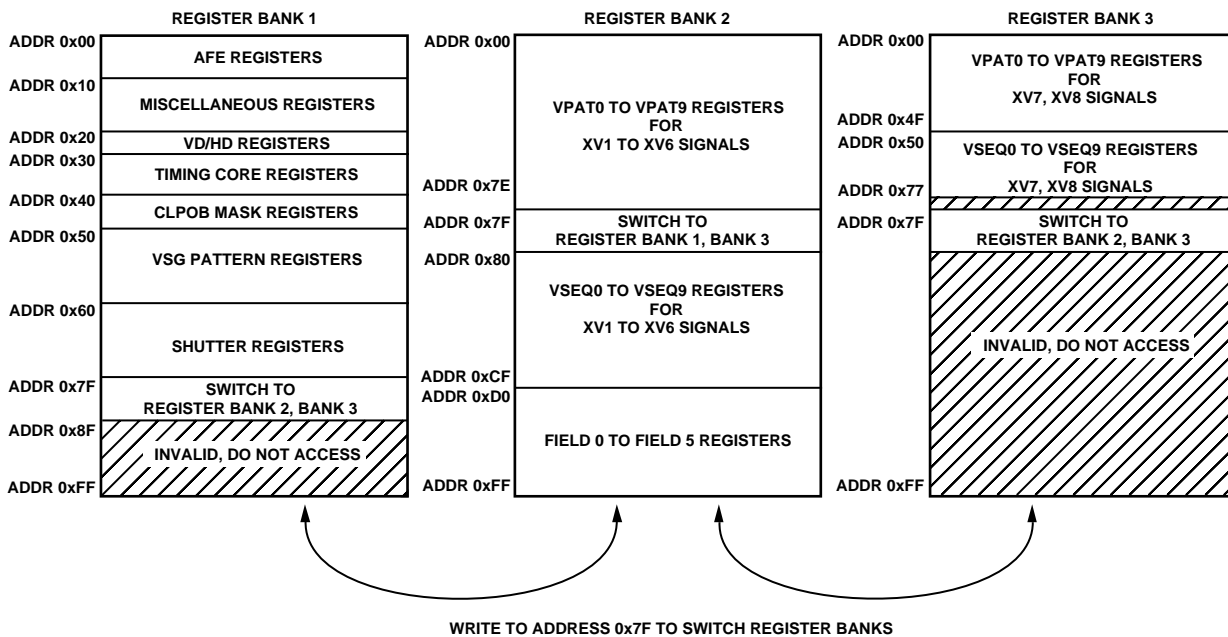 REGISTER BANK 1
ADDR 0x00
AFE REGISTERS
ADDR 0x10
MISCELLANEOUS REGISTERS
ADDR 0x20
VD/HD REGISTERS
ADDR 0x30
TIMING CORE REGISTERS
ADDR 0x40
CLPOB MASK REGISTERS
ADDR 0x50
VSG PATTERN REGISTERS
ADDR 0x60
SHUTTER REGISTERS
ADDR 0x7F
SWITCH TO
REGISTER BANK 2, BANK 3
ADDR 0x8F
INVALID, DO NOT ACCESS
ADDR 0xFF
REGISTER BANK 2
ADDR 0x00
VPAT0 TO VPAT9 REGISTERS
FOR
XV1 TO XV6 SIGNALS
ADDR 0x7E
ADDR 0x7F
SWITCH TO
REGISTER BANK 1, BANK 3
ADDR 0x80
VSEQ0 TO VSEQ9 REGISTERS
FOR
XV1 TO XV6 SIGNALS
ADDR 0xCF
ADDR 0xD0
FIELD 0 TO FIELD 5 REGISTERS
ADDR 0xFF
REGISTER BANK 3
ADDR 0x00
VPAT0 TO VPAT9 REGISTERS
FOR
XV7, XV8 SIGNALS
ADDR 0x4F
ADDR 0x50
VSEQ0 TO VSEQ9 REGISTERS
FOR
XV7, XV8 SIGNALS
ADDR 0x77
ADDR 0x7F
SWITCH TO
REGISTER BANK 2, BANK 3
INVALID, DO NOT ACCESS
ADDR 0xFF
WRITE TO ADDRESS 0x7F TO SWITCH REGISTER BANKS